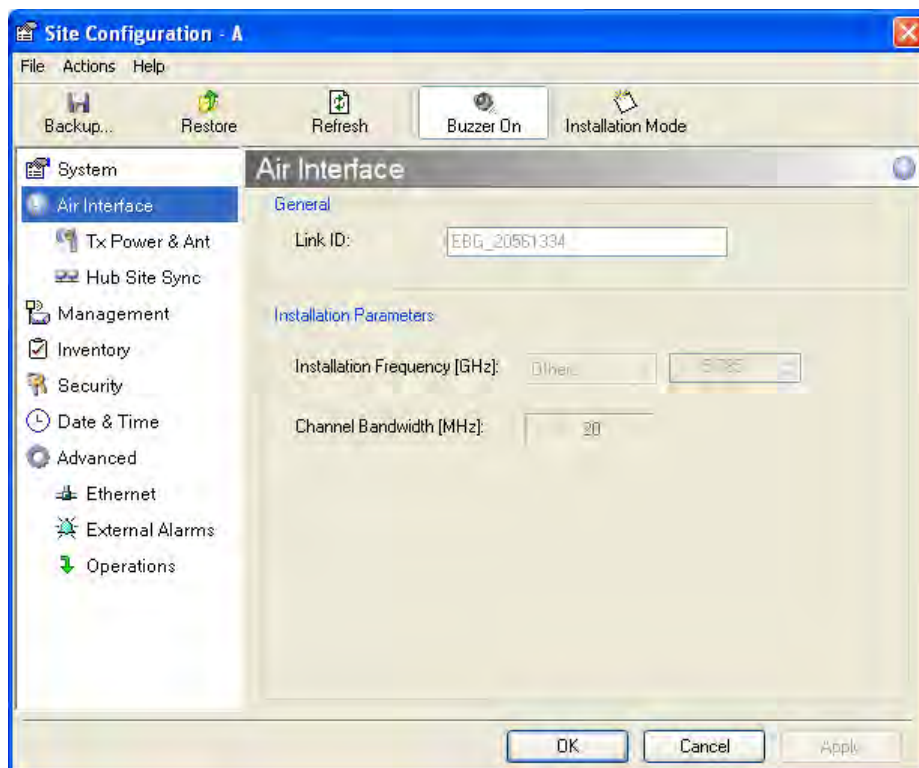 Site Configuration - A
File Actions Help
Backup... Restore Refresh Buzzer On Installation Mode
System
Air Interface
Tx Power & Ant
Hub Site Sync
Management
Inventory
Security
Date & Time
Advanced
Ethernet
External Alarms
Operations
Air Interface
General
Link ID: EBG_20561334
Installation Parameters
Installation Frequency [GHz]: Other... 5.785
Channel Bandwidth [MHz]: 20
OK Cancel Apply